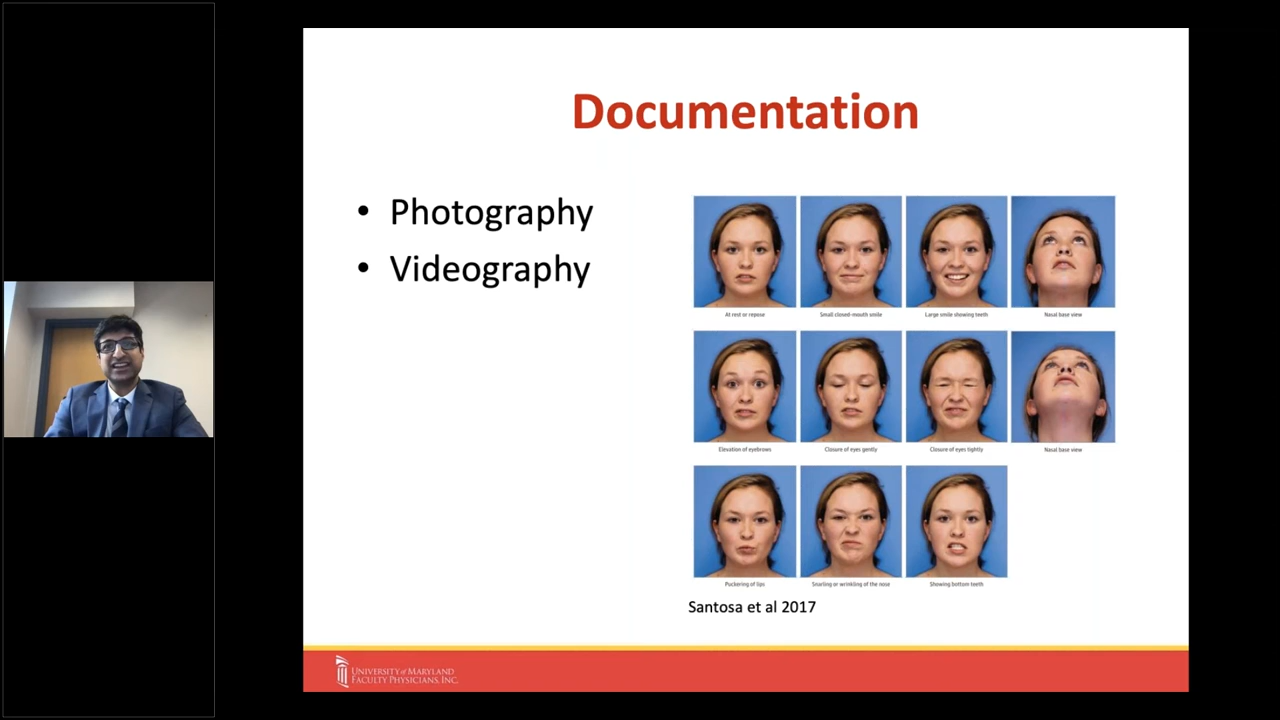 Documentation
• Photography
• Videography
At rest or repose
Small closed-mouth smile
Large smile showing teeth
Nasal base view
Elevation of eyebrows
Closure of eyes gently
Closure of eyes tightly
Nasal base view
Puckering of lips
Snarling or wrinkling of the nose
Showing bottom teeth
Santosa et al 2017
UNIVERSITY of MARYLAND
FACULTY PHYSICIANS, INC.